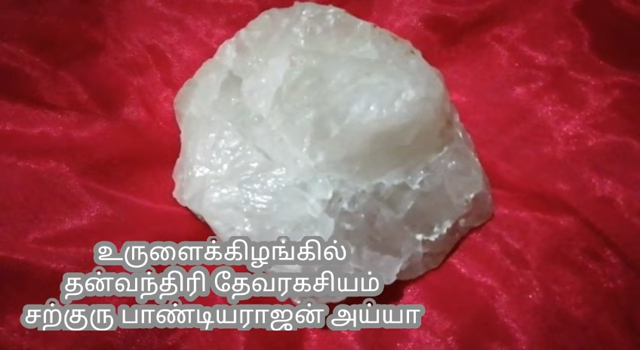 உருளைக்கிழங்கில்
தன்வந்திரி தேவரகசியம்
சற்குரு பாண்டியராஜன் அய்யா